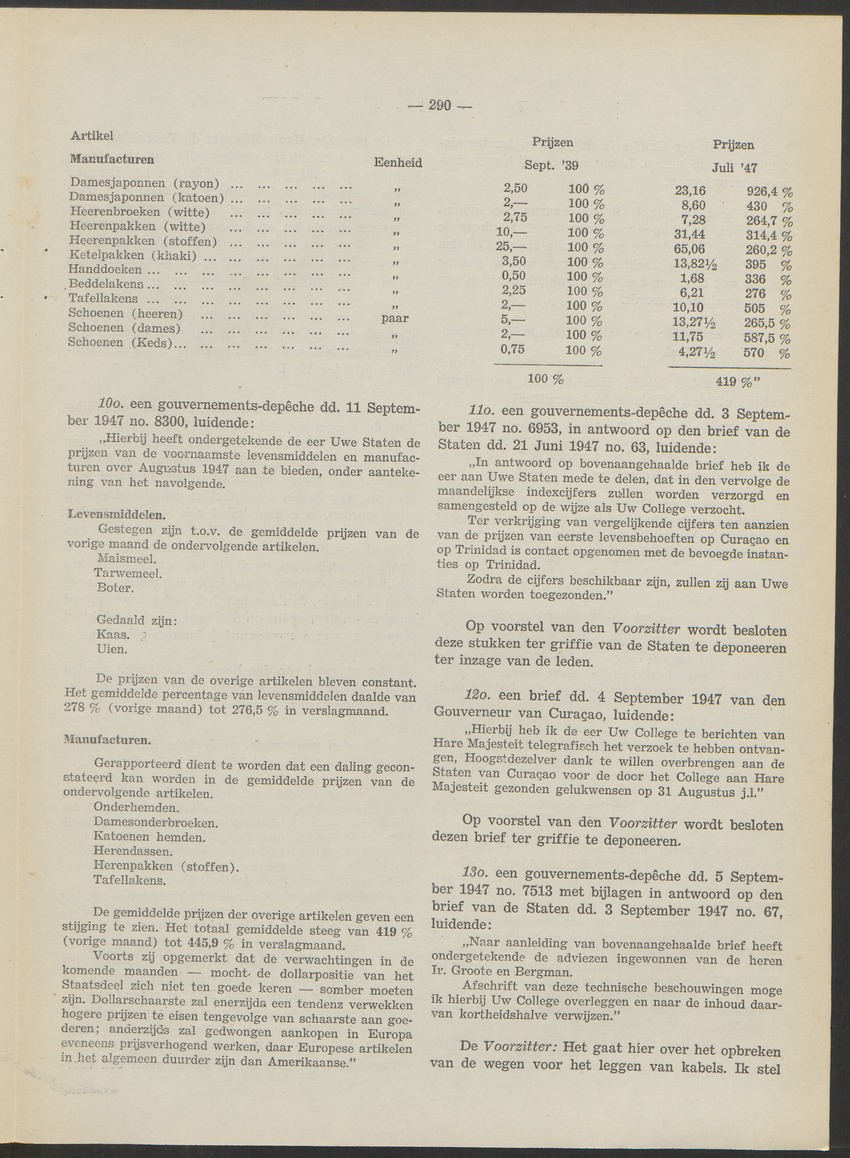 — 290 —
Artikel Prijzen Prijzen
Manufacturen Eenheid Sept. '39 Juli '47
Damesjaponnen (rayon) ... ... ... ... ... „ 2,50 100 % 23,16 926,4 %
Damesjaponnen (katoen) ... ... ... ... ... „ 2,— 100 % 8,60 430 %
Heerenbroeken (witte) ... ... ... ... ... „ 2,75 100 % 7,28 264,7 %
Heerenpakken (witte) ... ... ... ... ... „ 10,— 100 % 31,44 314,4 %
Heerenpakken (stoffen) ... ... ... ... ... „ 25,— 100 % 65,06 260,2 %
Ketelpakken (khaki) ... ... ... ... ... ... „ 3,50 100 % 13,82½ 395 %
Handdoeken ... ... ... ... ... ... ... ... „ 0,50 100 % 1,68 336 %
Beddelakens ... ... ... ... ... ... ... ... „ 2,25 100 % 6,21 276 %
Tafellakens ... ... ... ... ... ... ... ... „ 2,— 100 % 10,10 505 %
Schoenen (heeren) ... ... ... ... ... ... paar 5,— 100 % 13,27½ 265,5 %
Schoenen (dames) ... ... ... ... ... ... „ 2,— 100 % 11,75 587,5 %
Schoenen (Keds)... ... ... ... ... ... ... „ 0,75 100 % 4,27½ 570 %
100 % 419 %”
10o. een gouvernements-depêche dd. 11 Septem-
ber 1947 no. 8300, luidende:
„Hierbij heeft ondergetekende de eer Uwe Staten de
prijzen van de voornaamste levensmiddelen en manufac-
turen over Augustus 1947 aan te bieden, onder aanteke-
ning van het navolgende.
Levensmiddelen.
Gestegen zijn t.o.v. de gemiddelde prijzen van de
vorige maand de ondervolgende artikelen.
Maismeel.
Tarwemeel.
Boter.
Gedaald zijn:
Kaas.
Uien.
De prijzen van de overige artikelen bleven constant.
Het gemiddelde percentage van levensmiddelen daalde van
278 % (vorige maand) tot 276,5 % in verslagmaand.
Manufacturen.
Gerapporteerd dient te worden dat een daling gecon-
stateerd kan worden in de gemiddelde prijzen van de
ondervolgende artikelen.
Onderhemden.
Damesonderbroeken.
Katoenen hemden.
Herendassen.
Herenpakken (stoffen).
Tafellakens.
De gemiddelde prijzen der overige artikelen geven een
stijging te zien. Het totaal gemiddelde steeg van 419 %
(vorige maand) tot 445,9 % in verslagmaand.
Voorts zij opgemerkt dat de verwachtingen in de
komende maanden — mocht de dollarpositie van het
Staatsdeel zich niet ten goede keren — somber moeten
zijn. Dollarschaarste zal enerzijds een tendenz verwekken
hogere prijzen te eisen tengevolge van schaarste aan goe-
deren; anderzijds zal gedwongen aankopen in Europa
eveneens prijsverhogend werken, daar Europese artikelen
in het algemeen duurder zijn dan Amerikaanse.”
11o. een gouvernements-depêche dd. 3 Septem-
ber 1947 no. 6953, in antwoord op den brief van de
Staten dd. 21 Juni 1947 no. 63, luidende:
„In antwoord op bovenaangehaalde brief heb ik de
eer aan Uwe Staten mede te delen, dat in den vervolge de
maandelijkse indexcijfers zullen worden verzorgd en
samengesteld op de wijze als Uw College verzocht.
Ter verkrijging van vergelijkende cijfers ten aanzien
van de prijzen van eerste levensbehoeften op Curaçao en
op Trinidad is contact opgenomen met de bevoegde instan-
ties op Trinidad.
Zodra de cijfers beschikbaar zijn, zullen zij aan Uwe
Staten worden toegezonden.”
Op voorstel van den Voorzitter wordt besloten
deze stukken ter griffie van de Staten te deponeeren
ter inzage van de leden.
12o. een brief dd. 4 September 1947 van den
Gouverneur van Curaçao, luidende:
„Hierbij heb ik de eer Uw College te berichten van
Hare Majesteit telegrafisch het verzoek te hebben ontvan-
gen, Hoogstdezelver dank te willen overbrengen aan de
Staten van Curaçao voor de door het College aan Hare
Majesteit gezonden gelukwensen op 31 Augustus j.l.”
Op voorstel van den Voorzitter wordt besloten
dezen brief ter griffie te deponeeren.
13o. een gouvernements-depêche dd. 5 Septem-
ber 1947 no. 7513 met bijlagen in antwoord op den
brief van de Staten dd. 3 September 1947 no. 67,
luidende:
„Naar aanleiding van bovenaangehaalde brief heeft
ondergetekende de adviezen ingewonnen van de heren
Ir. Groote en Bergman.
Afschrift van deze technische beschouwingen moge
ik hierbij Uw College overleggen en naar de inhoud daar-
van kortheidshalve verwijzen.”
De Voorzitter: Het gaat hier over het opbreken
van de wegen voor het leggen van kabels. Ik stel